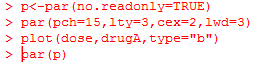 > p<-par(no.readonly=TRUE)
> par(pch=15,lty=3,cex=2,lwd=3)
> plot(dose,drugA,type="b")
> par(p)